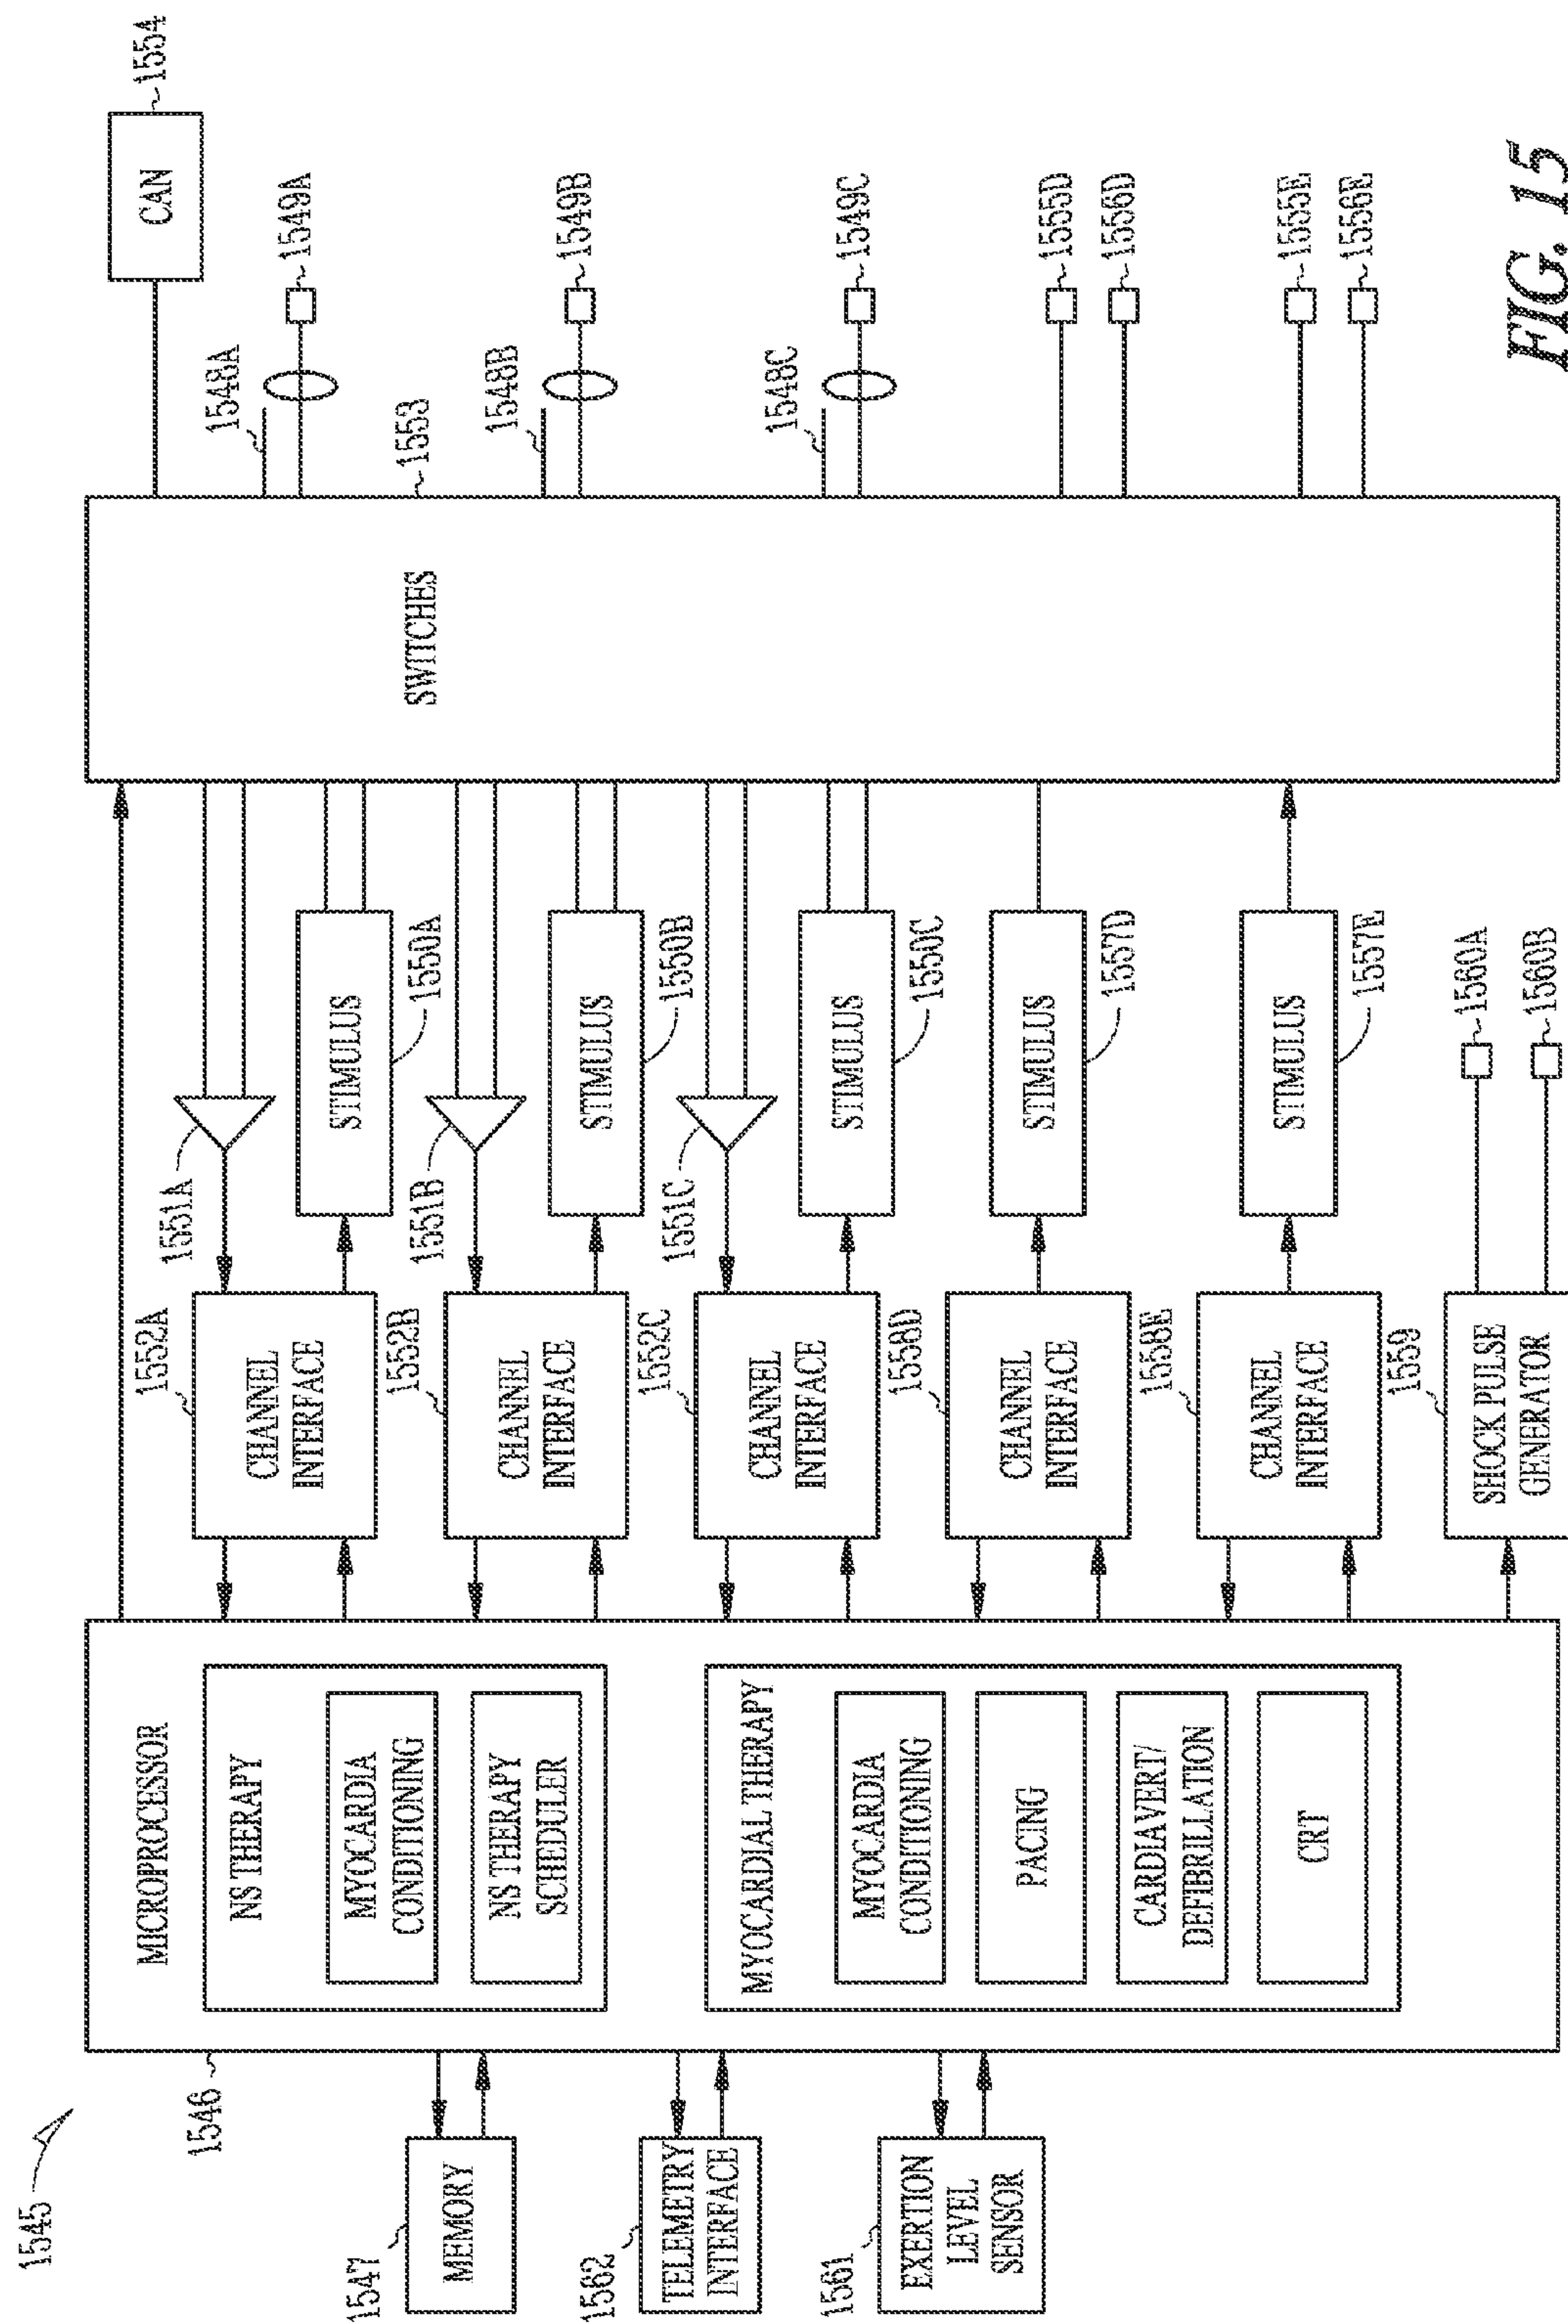 1545
1546
MICROPROCESSOR
NS THERAPY
MYOCARDIA
CONDITIONING
NS THERAPY
SCHEDULER
MYOCARDIAL THERAPY
MYOCARDIA
CONDITIONING
PACING
CARDIAVERT/
DEFIBRILLATION
CRT
1547
MEMORY
1562
TELEMETRY
INTERFACE
1561
EXERTION
LEVEL
SENSOR
1552A
CHANNEL
INTERFACE
1551A
STIMULUS
1550A
1552B
CHANNEL
INTERFACE
1551B
STIMULUS
1550B
1552C
CHANNEL
INTERFACE
1551C
STIMULUS
1550C
1558D
CHANNEL
INTERFACE
STIMULUS
1557D
1558E
CHANNEL
INTERFACE
STIMULUS
1557E
1559
SHOCK PULSE
GENERATOR
1560A
1560B
SWITCHES
1553
CAN
1554
1548A
1549A
1548B
1549B
1548C
1549C
1555D
1556D
1555E
1556E
FIG. 15